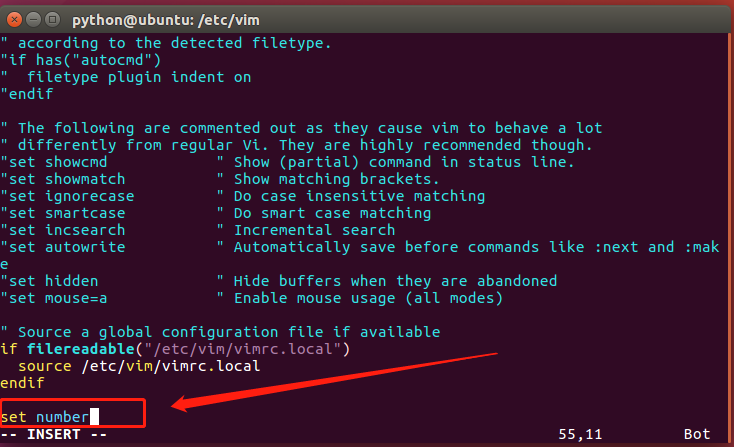 python@ubuntu: /etc/vim
" according to the detected filetype.
"if has("autocmd")
"  filetype plugin indent on
"endif
" The following are commented out as they cause vim to behave a lot
" differently from regular Vi. They are highly recommended though.
"set showcmd             " Show (partial) command in status line.
"set showmatch           " Show matching brackets.
"set ignorecase          " Do case insensitive matching
"set smartcase           " Do smart case matching
"set incsearch           " Incremental search
"set autowrite           " Automatically save before commands like :next and :mak
e
"set hidden              " Hide buffers when they are abandoned
"set mouse=a             " Enable mouse usage (all modes)
" Source a global configuration file if available
if filereadable("/etc/vim/vimrc.local")
  source /etc/vim/vimrc.local
endif
set number
-- INSERT --                                                  55,11         Bot